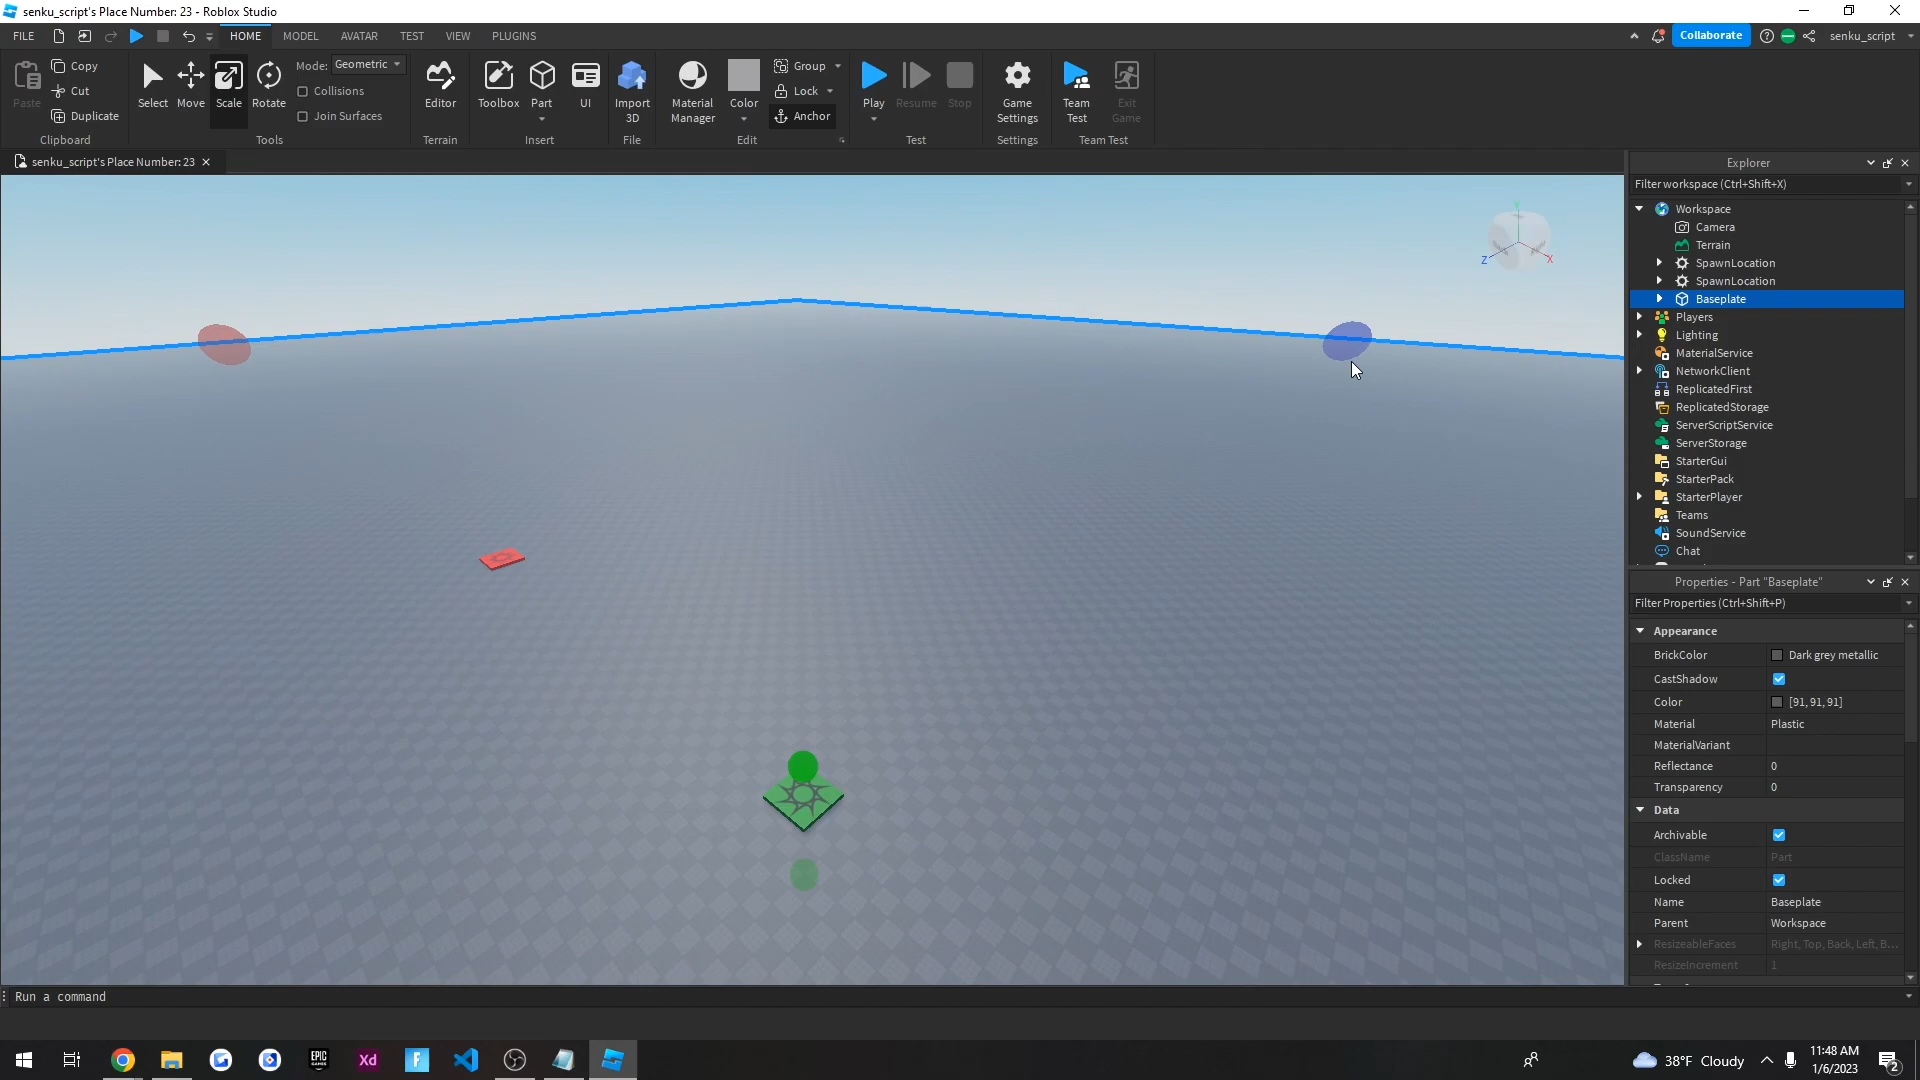 senku_script's Place Number: 23 - Roblox Studio
FILE HOME MODEL AVATAR TEST VIEW PLUGINS Collaborate senku_script
Paste Copy Cut Duplicate Clipboard
Select Move Scale Rotate Mode: Geometric Collisions Join Surfaces Tools
Editor Terrain
Toolbox Part UI Insert
Import 3D File
Material Manager Color Group Lock Anchor Edit
Play Resume Stop Test
Game Settings Settings
Team Test Exit Game Team Test
senku_script's Place Number: 23
Y
Z
X
Explorer
Filter workspace (Ctrl+Shift+X)
Workspace
Camera
Terrain
SpawnLocation
SpawnLocation
Baseplate
Players
Lighting
MaterialService
NetworkClient
ReplicatedFirst
ReplicatedStorage
ServerScriptService
ServerStorage
StarterGui
StarterPack
StarterPlayer
Teams
SoundService
Chat
Properties - Part "Baseplate"
Filter Properties (Ctrl+Shift+P)
Appearance
BrickColor Dark grey metallic
CastShadow
Color [91, 91, 91]
Material Plastic
MaterialVariant
Reflectance 0
Transparency 0
Data
Archivable
ClassName Part
Locked
Name Baseplate
Parent Workspace
ResizeableFaces Right, Top, Back, Left, B...
ResizeIncrement 1
Run a command
EPIC GAMES
Xd
38°F Cloudy
11:48 AM
1/6/2023
2